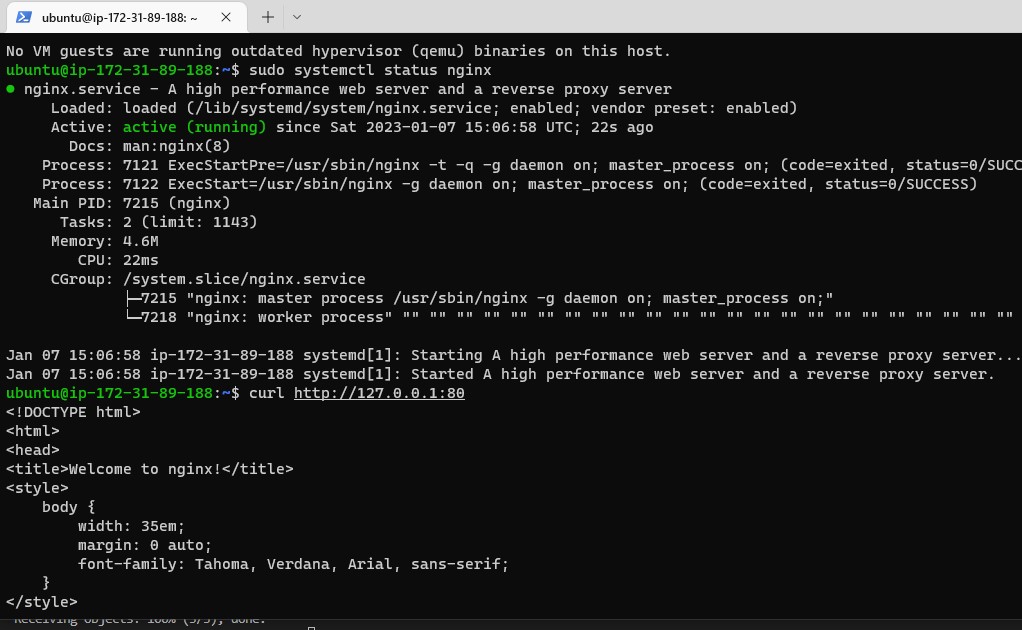 ubuntu@ip-172-31-89-188: ~
No VM guests are running outdated hypervisor (qemu) binaries on this host.
ubuntu@ip-172-31-89-188:~$ sudo systemctl status nginx
● nginx.service - A high performance web server and a reverse proxy server
     Loaded: loaded (/lib/systemd/system/nginx.service; enabled; vendor preset: enabled)
     Active: active (running) since Sat 2023-01-07 15:06:58 UTC; 22s ago
       Docs: man:nginx(8)
    Process: 7121 ExecStartPre=/usr/sbin/nginx -t -q -g daemon on; master_process on; (code=exited, status=0/SUCC
    Process: 7122 ExecStart=/usr/sbin/nginx -g daemon on; master_process on; (code=exited, status=0/SUCCESS)
   Main PID: 7215 (nginx)
      Tasks: 2 (limit: 1143)
     Memory: 4.6M
        CPU: 22ms
     CGroup: /system.slice/nginx.service
             ├─7215 "nginx: master process /usr/sbin/nginx -g daemon on; master_process on;"
             └─7218 "nginx: worker process" "" "" "" "" "" "" "" "" "" "" "" "" "" "" "" "" "" "" "" "" "" "" ""
Jan 07 15:06:58 ip-172-31-89-188 systemd[1]: Starting A high performance web server and a reverse proxy server...
Jan 07 15:06:58 ip-172-31-89-188 systemd[1]: Started A high performance web server and a reverse proxy server.
ubuntu@ip-172-31-89-188:~$ curl http://127.0.0.1:80
<!DOCTYPE html>
<html>
<head>
<title>Welcome to nginx!</title>
<style>
    body {
        width: 35em;
        margin: 0 auto;
        font-family: Tahoma, Verdana, Arial, sans-serif;
    }
</style>
Receiving objects: 100% (3/3), done.